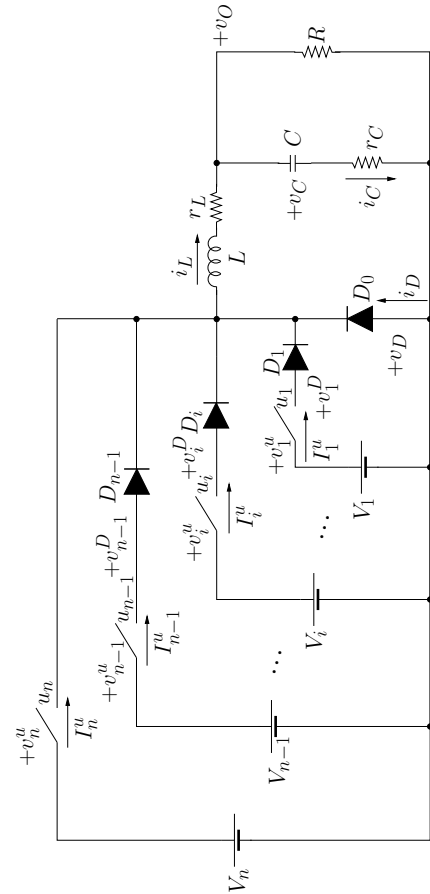 $+v_n^u$
$u_n$
$I_n^u$
$V_n$
$+v_{n-1}^u$
$u_{n-1}$
$I_{n-1}^u$
$+v_{n-1}^D$
$D_{n-1}$
$V_{n-1}$
...
$+v_i^u$
$u_i$
$I_i^u$
$+v_i^D$
$D_i$
$V_i$
...
$+v_1^u$
$u_1$
$I_1^u$
$+v_1^D$
$D_1$
$V_1$
$D_0$
$i_D$
$+v_D$
$i_L$
$L$
$r_L$
$C$
$+v_C$
$r_C$
$i_C$
$R$
$+v_O$